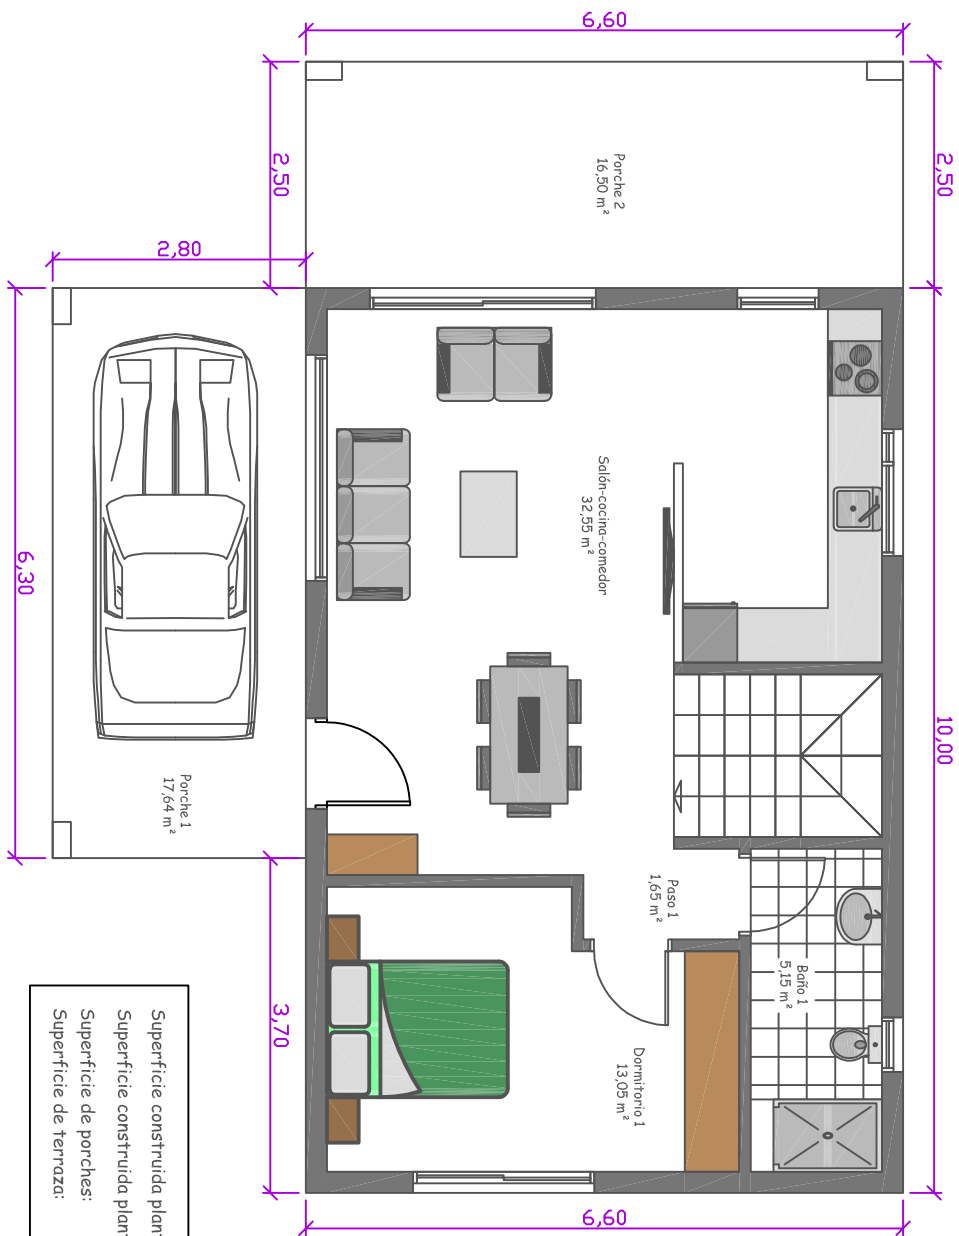 6,60
2,50
2,50
Porche 2
16,50 m²
2,80
6,30
10,00
Salón-cocina-comedor
32,55 m²
Porche 1
17,64 m²
Paso 1
1,65 m²
Baño 1
5,15 m²
Dormitorio 1
13,05 m²
3,70
6,60
Superficie construida plan
Superficie construida plan
Superficie de porches:
Superficie de terraza: